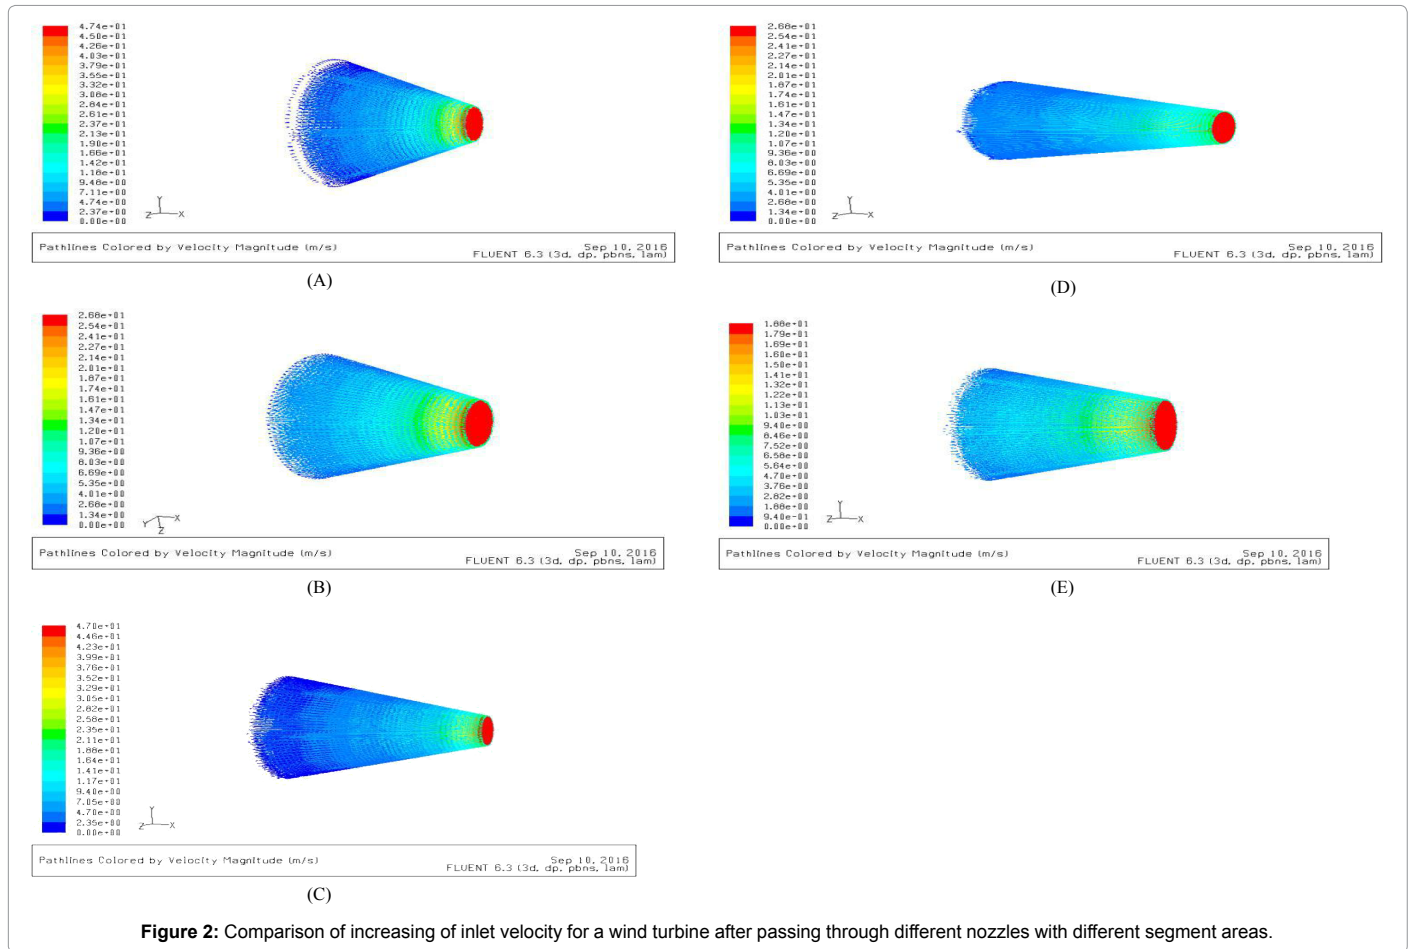 4.74e+01
4.50e+01
4.26e+01
4.03e+01
3.79e+01
3.55e+01
3.32e+01
3.08e+01
2.84e+01
2.61e+01
2.37e+01
2.13e+01
1.90e+01
1.66e+01
1.42e+01
1.18e+01
9.48e+00
7.11e+00
4.74e+00
2.37e+00
0.00e+00
Y
Z X
Pathlines Colored by Velocity Magnitude (m/s)
Sep 10, 2016
FLUENT 6.3 (3d, dp, pbns, lam)
(A)
2.68e+01
2.54e+01
2.41e+01
2.27e+01
2.14e+01
2.01e+01
1.87e+01
1.74e+01
1.61e+01
1.47e+01
1.34e+01
1.20e+01
1.07e+01
9.36e+00
8.03e+00
6.69e+00
5.35e+00
4.01e+00
2.68e+00
1.34e+00
0.00e+00
X
Y
Z
Pathlines Colored by Velocity Magnitude (m/s)
Sep 10, 2016
FLUENT 6.3 (3d, dp, pbns, lam)
(B)
4.70e+01
4.46e+01
4.23e+01
3.99e+01
3.76e+01
3.52e+01
3.29e+01
3.05e+01
2.82e+01
2.58e+01
2.35e+01
2.11e+01
1.88e+01
1.64e+01
1.41e+01
1.17e+01
9.40e+00
7.05e+00
4.70e+00
2.35e+00
0.00e+00
Y
Z X
Pathlines Colored by Velocity Magnitude (m/s)
Sep 10, 2016
FLUENT 6.3 (3d, dp, pbns, lam)
(C)
2.68e+01
2.54e+01
2.41e+01
2.27e+01
2.14e+01
2.01e+01
1.87e+01
1.74e+01
1.61e+01
1.47e+01
1.34e+01
1.20e+01
1.07e+01
9.36e+00
8.03e+00
6.69e+00
5.35e+00
4.01e+00
2.68e+00
1.34e+00
0.00e+00
Y
Z X
Pathlines Colored by Velocity Magnitude (m/s)
Sep 10, 2016
FLUENT 6.3 (3d, dp, pbns, lam)
(D)
1.88e+01
1.79e+01
1.69e+01
1.60e+01
1.50e+01
1.41e+01
1.32e+01
1.22e+01
1.13e+01
1.03e+01
9.40e+00
8.46e+00
7.52e+00
6.58e+00
5.64e+00
4.70e+00
3.76e+00
2.82e+00
1.88e+00
9.40e-01
0.00e+00
Y
Z X
Pathlines Colored by Velocity Magnitude (m/s)
Sep 10, 2016
FLUENT 6.3 (3d, dp, pbns, lam)
(E)
Figure 2: Comparison of increasing of inlet velocity for a wind turbine after passing through different nozzles with different segment areas.